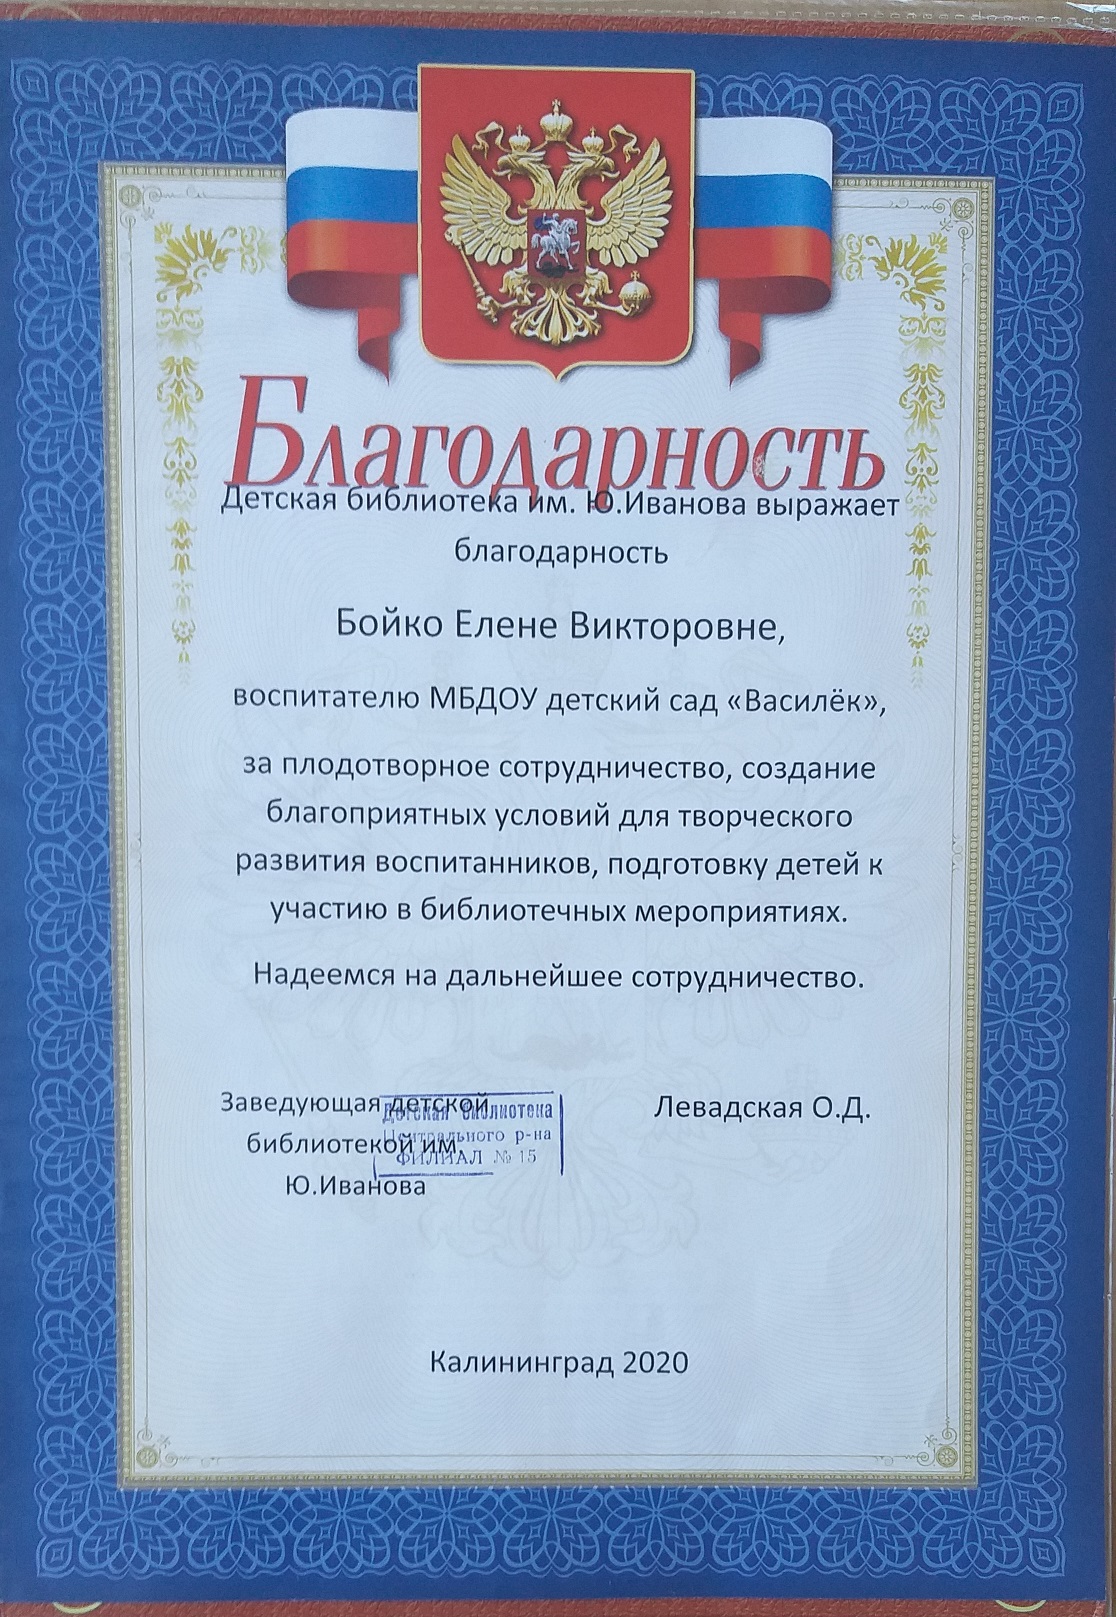 Благодарность
Детская библиотека им. Ю.Иванова выражает
благодарность
Бойко Елене Викторовне,
воспитателю МБДОУ детский сад «Василёк»,
за плодотворное сотрудничество, создание
благоприятных условий для творческого
развития воспитанников, подготовку детей к
участию в библиотечных мероприятиях.
Надеемся на дальнейшее сотрудничество.
Заведующая детской
библиотекой им.
Ю.Иванова
Детская библиотека
Центрального р-на
ФИЛИАЛ № 15
Левадская О.Д.
Калининград 2020